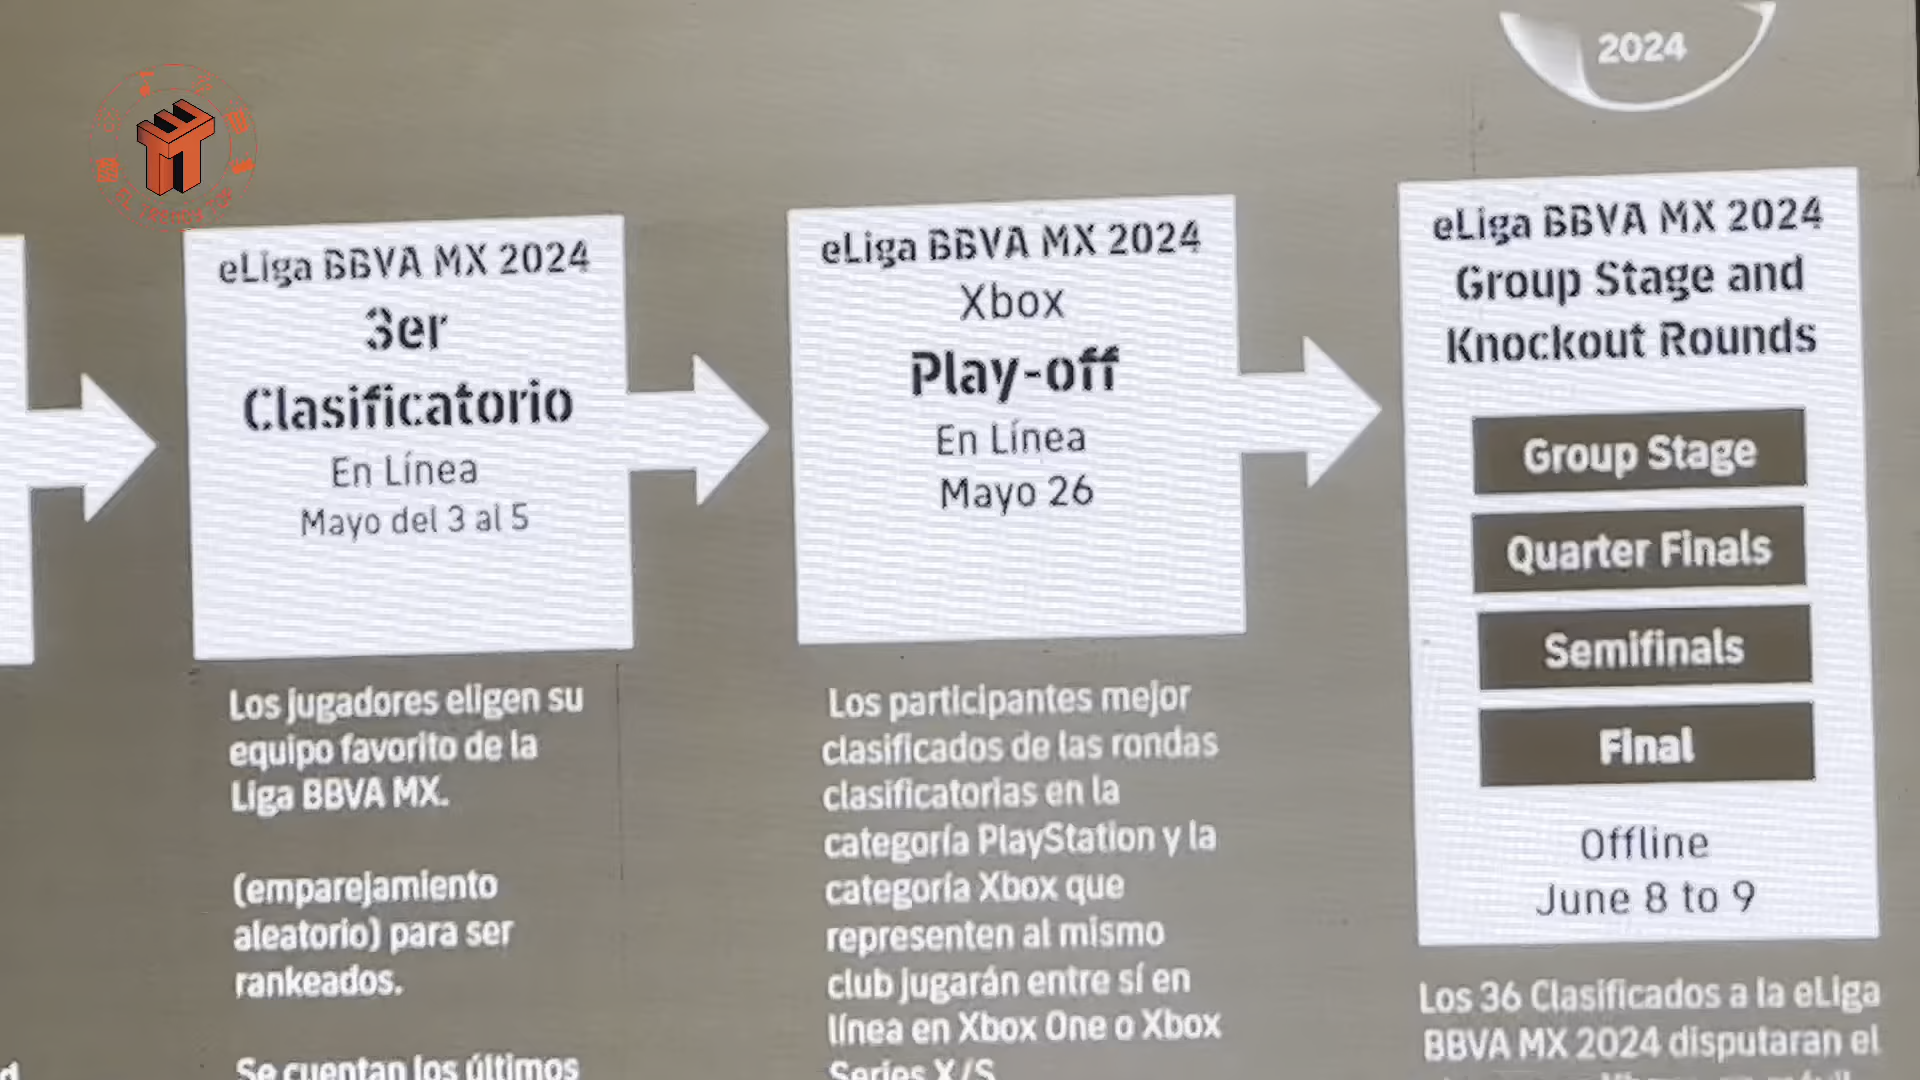 2024
EL TRENDY TOP
eLiga BBVA MX 2024
3er
Clasificatorio
En Línea
Mayo del 3 al 5
Los jugadores eligen su
equipo favorito de la
Liga BBVA MX.
(emparejamiento
aleatorio) para ser
rankeados.
Se cuentan los últimos
eLiga BBVA MX 2024
Xbox
Play-off
En Línea
Mayo 26
Los participantes mejor
clasificados de las rondas
clasificatorias en la
categoría PlayStation y la
categoría Xbox que
representen al mismo
club jugarán entre sí en
línea en Xbox One o Xbox
Series X/S
eLiga BBVA MX 2024
Group Stage and
Knockout Rounds
Group Stage
Quarter Finals
Semifinals
Final
Offline
June 8 to 9
Los 36 Clasificados a la eLiga
BBVA MX 2024 disputaran el